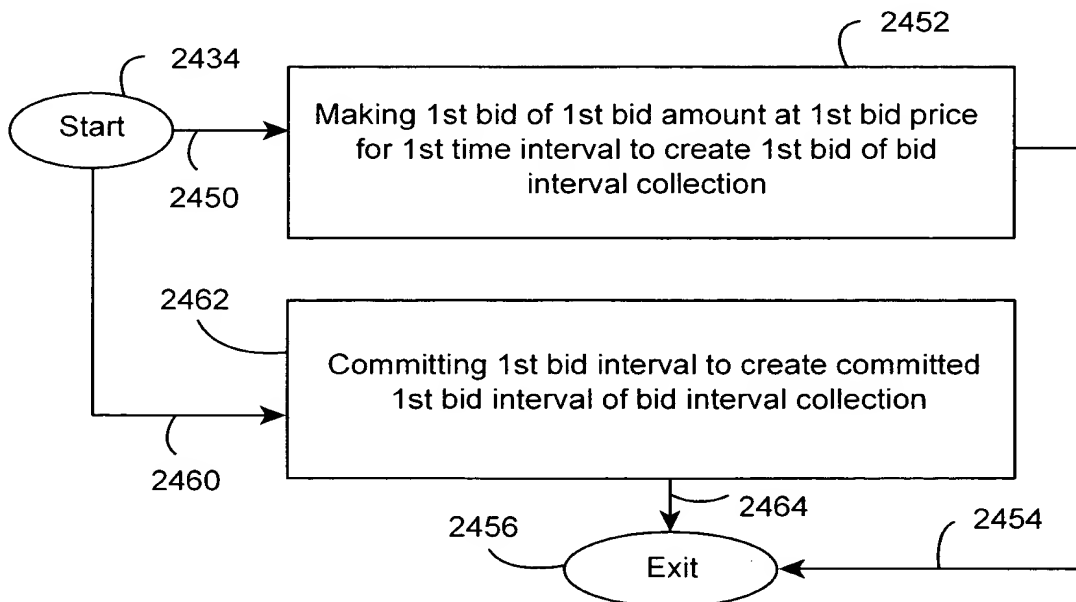 2452
2434
Start
Making 1st bid of 1st bid amount at 1st bid price
for 1st time interval to create 1st bid of bid
interval collection
2450
2462
Committing 1st bid interval to create committed
1st bid interval of bid interval collection
2460
2464
2456
2454
Exit